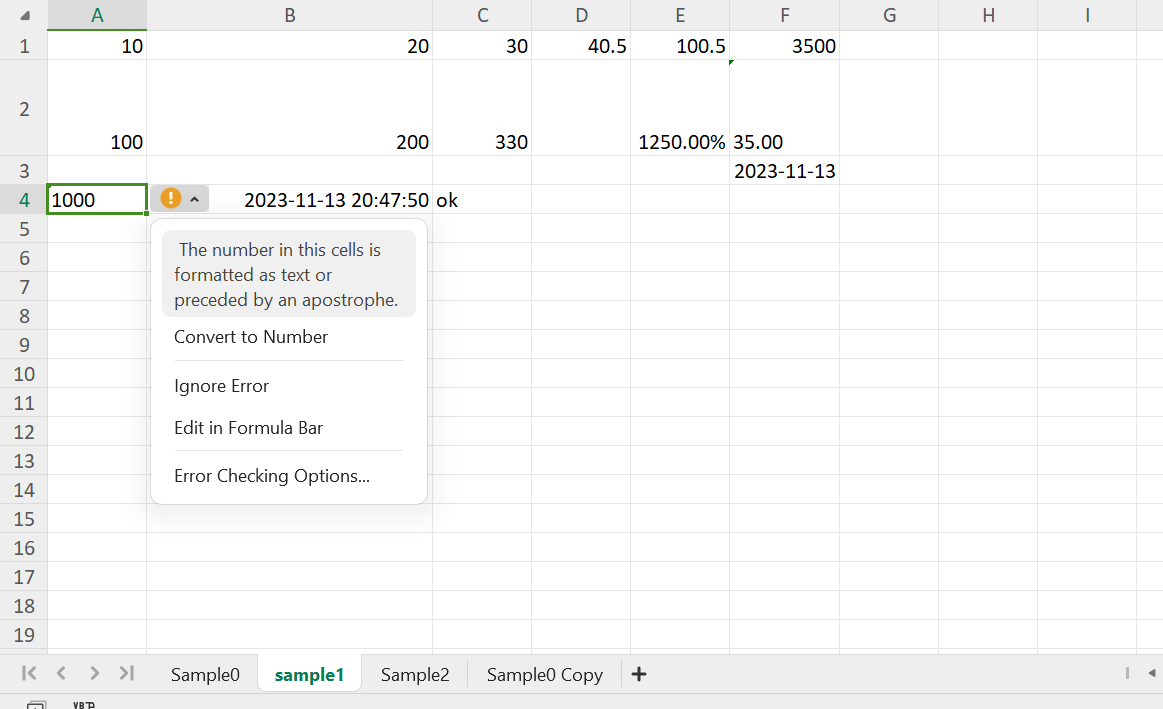 A B C D E F G H I
1 10 20 30 40.5 100.5 3500
2 100 200 330 1250.00% 35.00
3 2023-11-13
4 1000 ! 2023-11-13 20:47:50 ok
5
The number in this cells is
6
formatted as text or
7
preceded by an apostrophe.
8
Convert to Number
9
10
Ignore Error
11
12
Edit in Formula Bar
13
Error Checking Options...
14
15
16
17
18
19
Sample0 sample1 Sample2 Sample0 Copy +